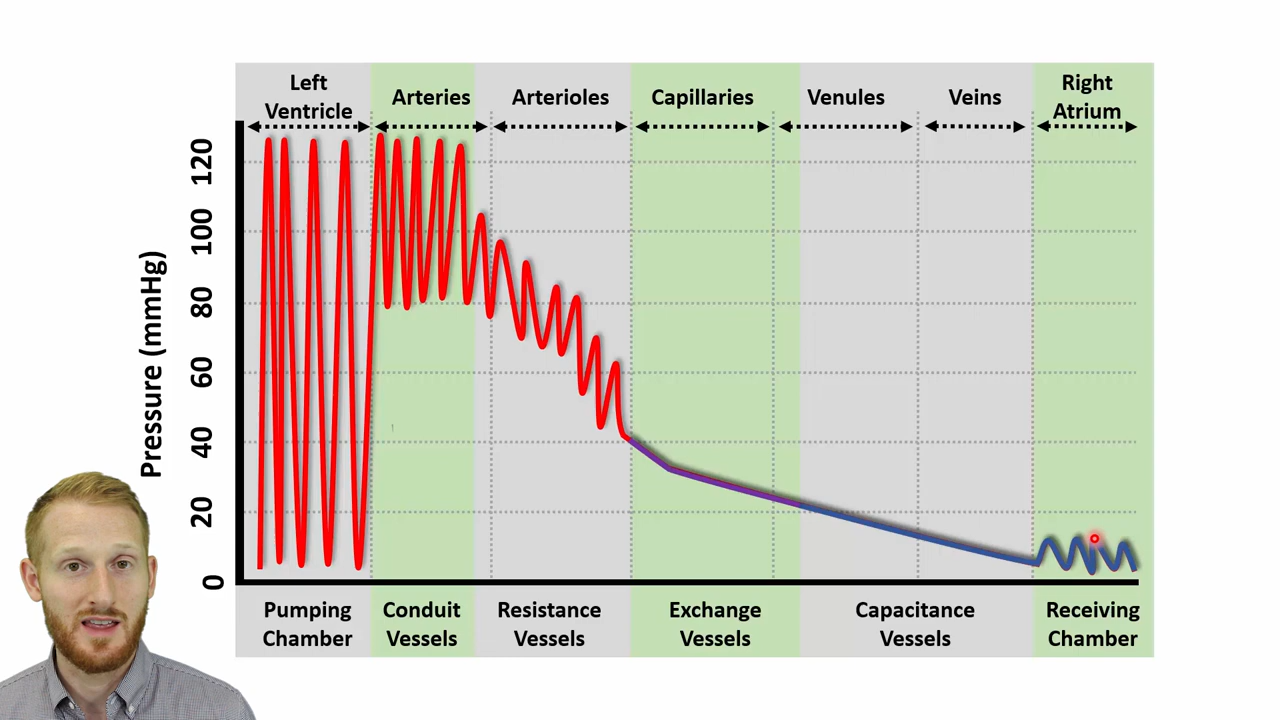 Left
Ventricle
Arteries
Arterioles
Capillaries
Venules
Veins
Right
Atrium
Pressure (mmHg)
120
100
80
60
40
20
0
Pumping
Chamber
Conduit
Vessels
Resistance
Vessels
Exchange
Vessels
Capacitance
Vessels
Receiving
Chamber